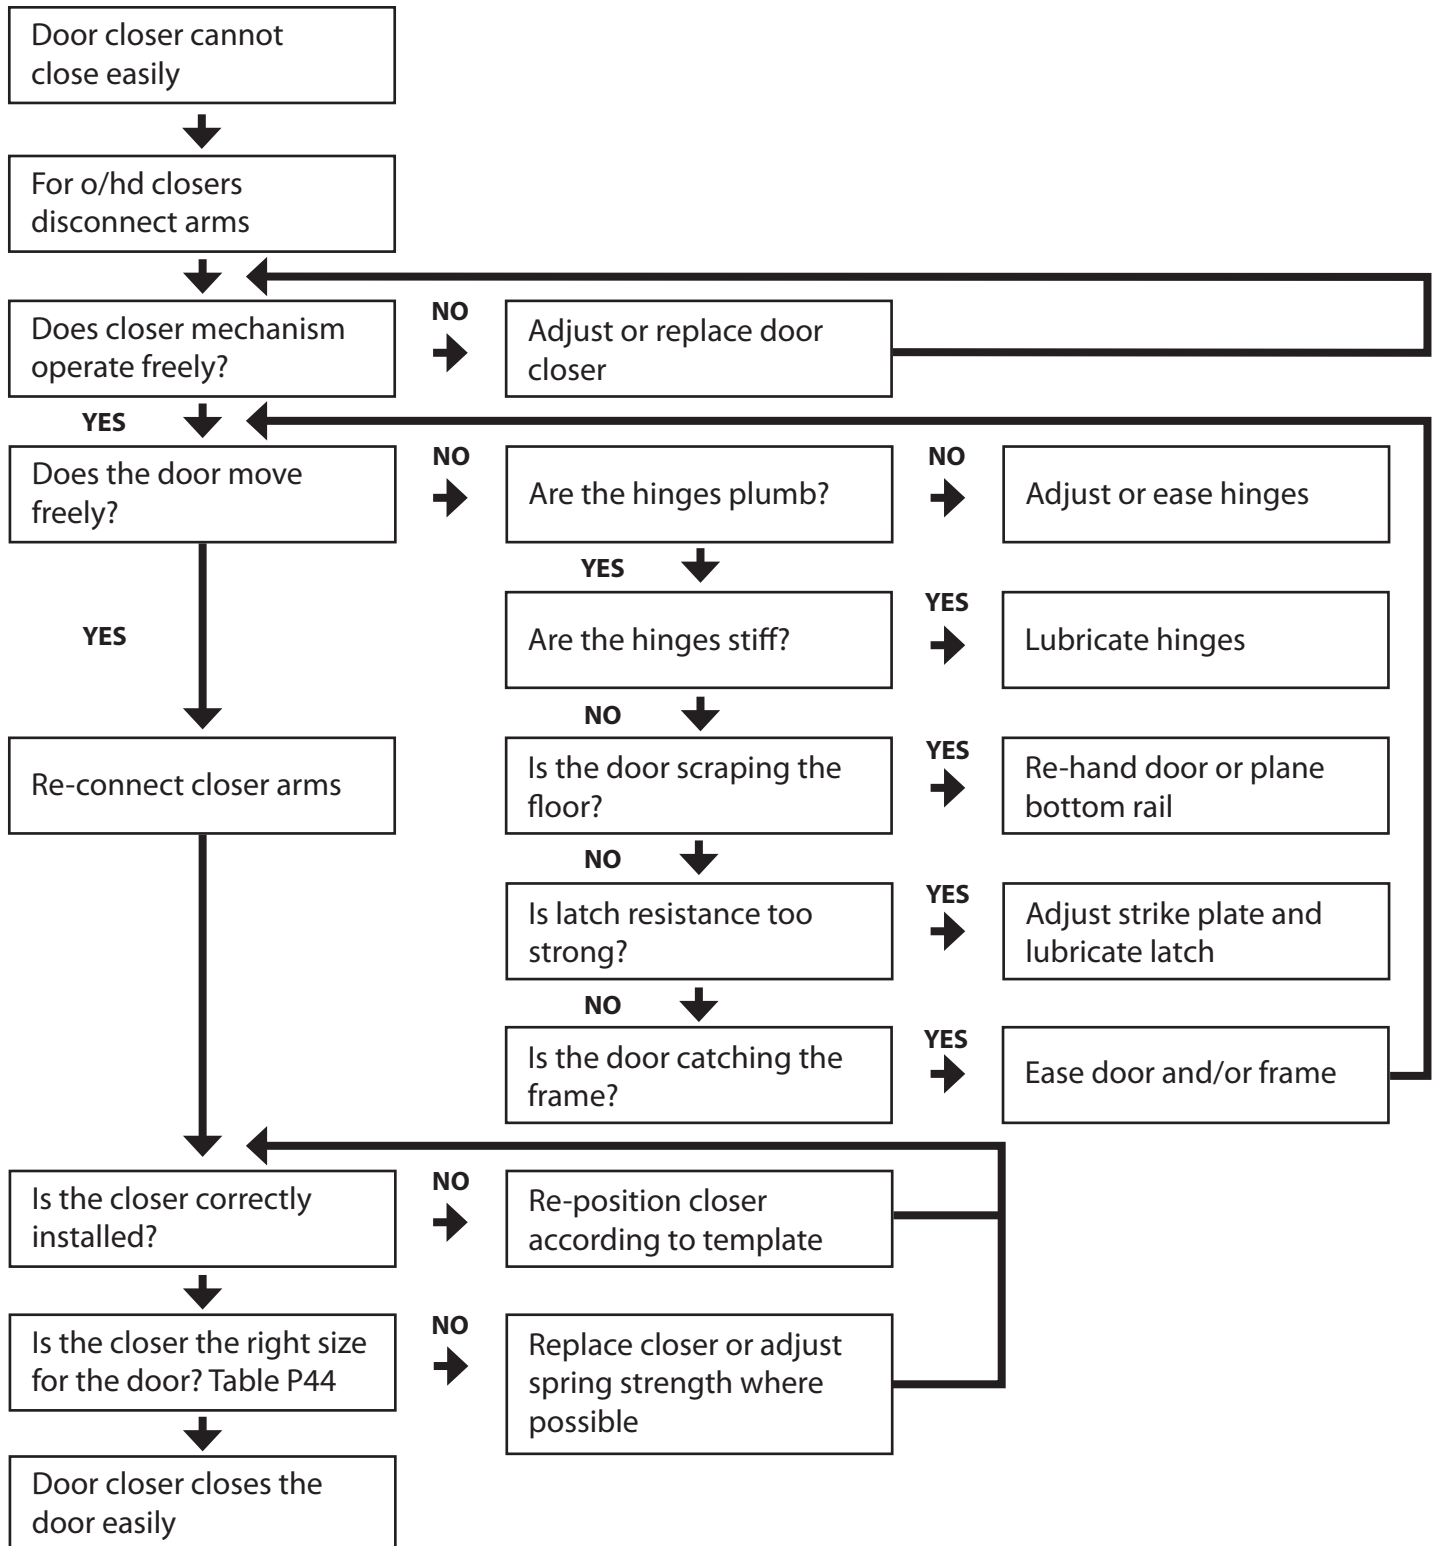 Door closer cannot
close easily
For o/hd closers
disconnect arms
Does closer mechanism
operate freely?
NO
Adjust or replace door
closer
YES
Does the door move
freely?
NO
Are the hinges plumb?
NO
Adjust or ease hinges
YES
Are the hinges stiff?
YES
Lubricate hinges
YES
NO
Is the door scraping the
floor?
YES
Re-hand door or plane
bottom rail
Re-connect closer arms
NO
Is latch resistance too
strong?
YES
Adjust strike plate and
lubricate latch
NO
Is the door catching the
frame?
YES
Ease door and/or frame
Is the closer correctly
installed?
NO
Re-position closer
according to template
Is the closer the right size
for the door? Table P44
NO
Replace closer or adjust
spring strength where
possible
Door closer closes the
door easily